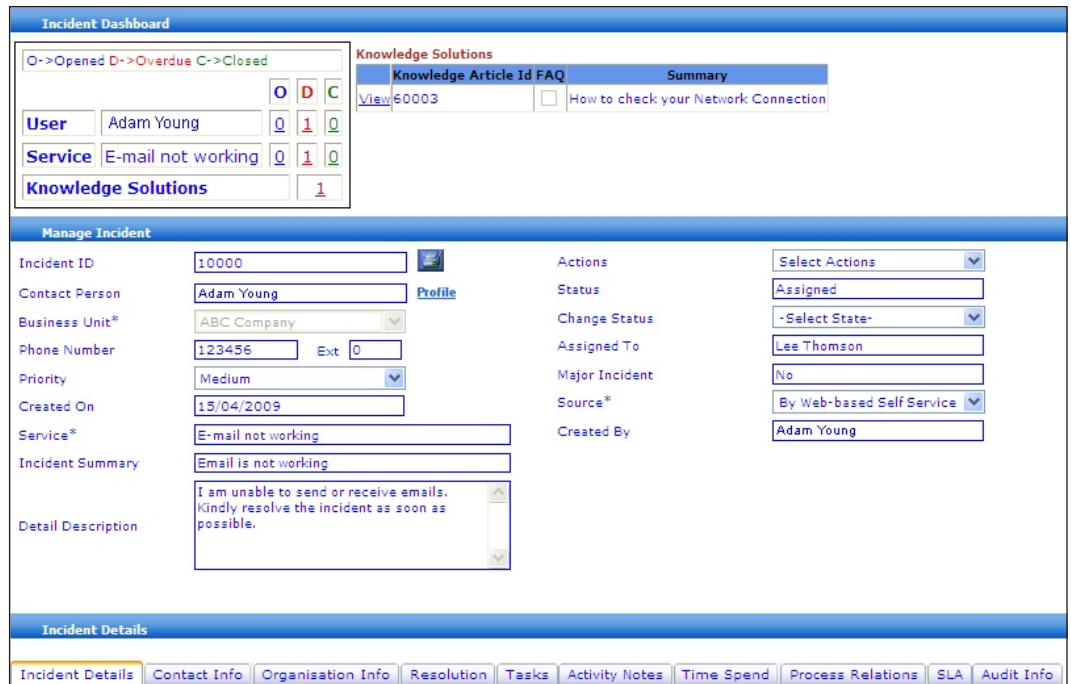 Incident Dashboard
O->Opened D->Overdue C->Closed
O D C
User Adam Young 0 1 0
Service E-mail not working 0 1 0
Knowledge Solutions 1
Knowledge Solutions
Knowledge Article Id FAQ Summary
View 60003 How to check your Network Connection
Manage Incident
Incident ID 10000
Contact Person Adam Young Profile
Business Unit* ABC Company
Phone Number 123456 Ext 0
Priority Medium
Created On 15/04/2009
Service* E-mail not working
Incident Summary Email is not working
Detail Description I am unable to send or receive emails.
Kindly resolve the incident as soon as
possible.
Actions Select Actions
Status Assigned
Change Status -Select State-
Assigned To Lee Thomson
Major Incident No
Source* By Web-based Self Service
Created By Adam Young
Incident Details
Incident Details Contact Info Organisation Info Resolution Tasks Activity Notes Time Spend Process Relations SLA Audit Info